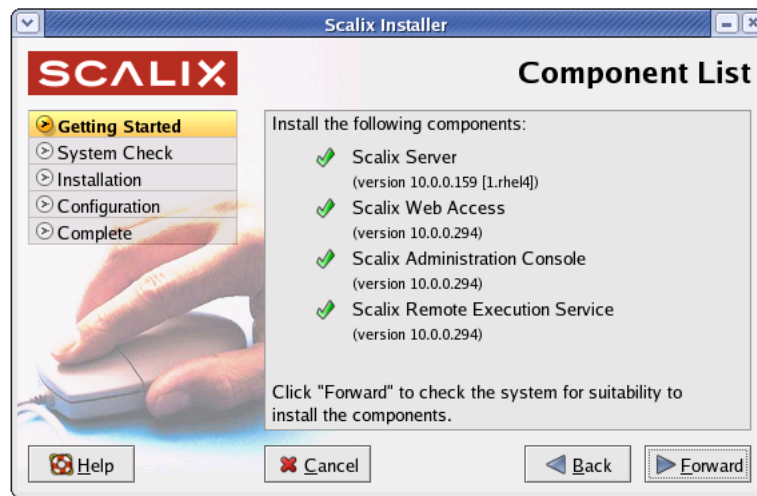 Scalix Installer
SCALIX
Component List
Getting Started
System Check
Installation
Configuration
Complete
Install the following components:
Scalix Server
(version 10.0.0.159 [1.rhel4])
Scalix Web Access
(version 10.0.0.294)
Scalix Administration Console
(version 10.0.0.294)
Scalix Remote Execution Service
(version 10.0.0.294)
Click "Forward" to check the system for suitability to
install the components.
Help
Cancel
Back
Forward